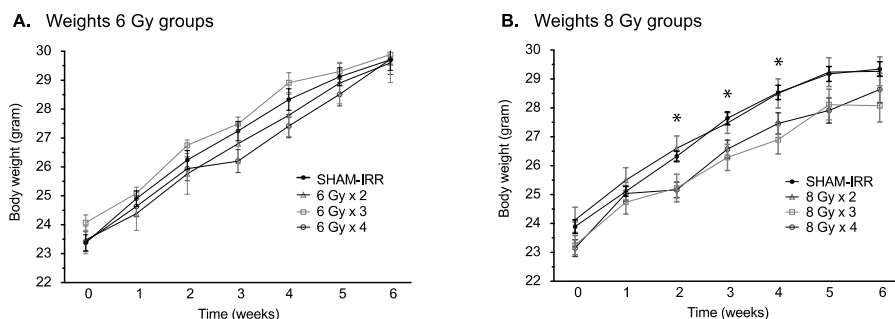 A. Weights 6 Gy groups
30
29
28
27
26
25
24
23
22
Body weight (gram)
SHAM-IRR
6 Gy x 2
6 Gy x 3
6 Gy x 4
0 1 2 3 4 5 6
Time (weeks)
B. Weights 8 Gy groups
30
29
28
27
26
25
24
23
22
Body weight (gram)
* * *
SHAM-IRR
8 Gy x 2
8 Gy x 3
8 Gy x 4
0 1 2 3 4 5 6
Time (weeks)